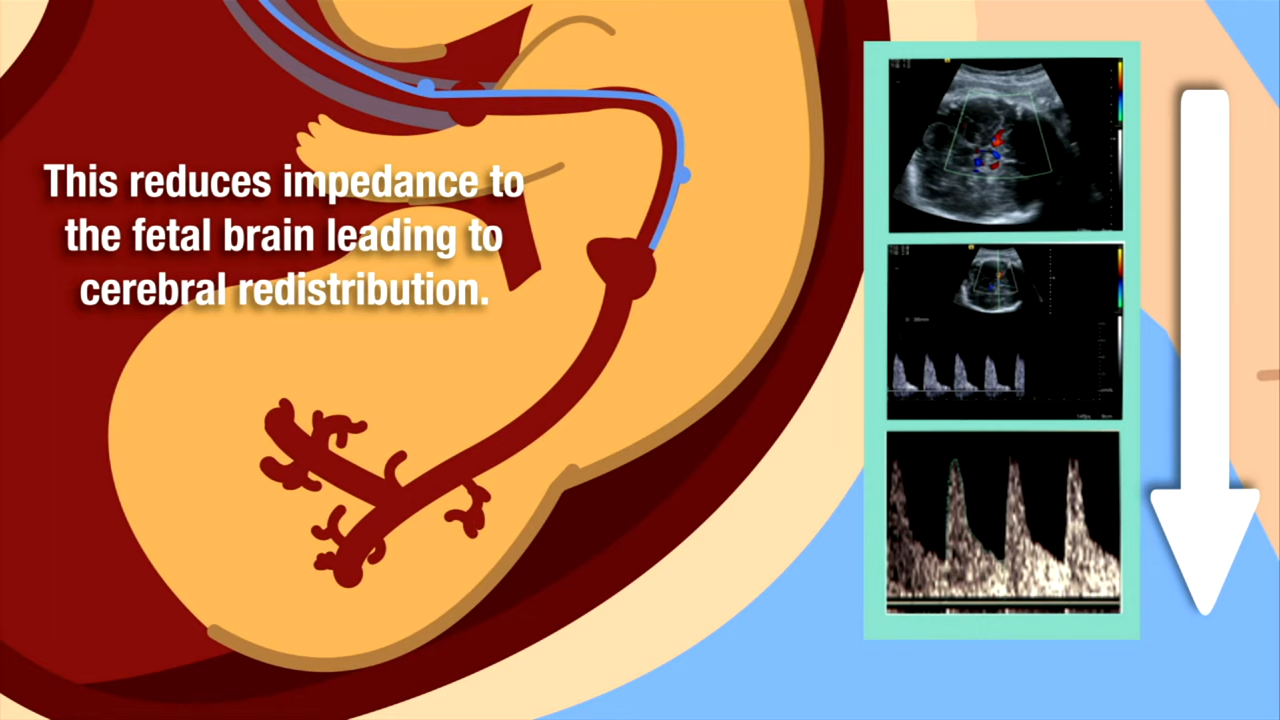 This reduces impedance to
the fetal brain leading to
cerebral redistribution.